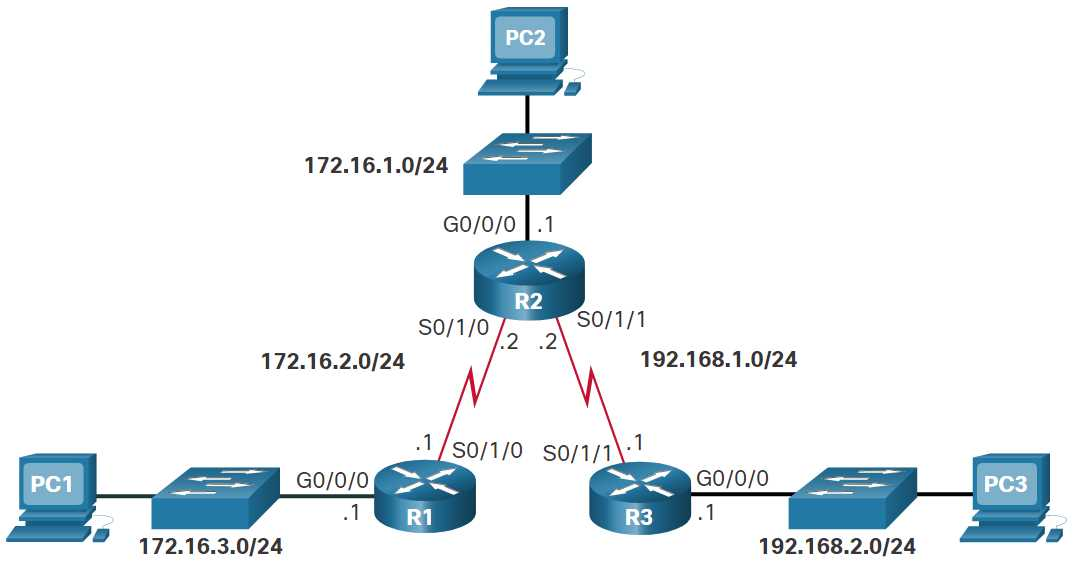 PC2
172.16.1.0/24
G0/0/0 .1
R2
S0/1/0 .2 .2 S0/1/1
172.16.2.0/24
192.168.1.0/24
.1 S0/1/0
S0/1/1 .1
PC1
G0/0/0
.1
R1
172.16.3.0/24
R3
G0/0/0
.1
PC3
192.168.2.0/24